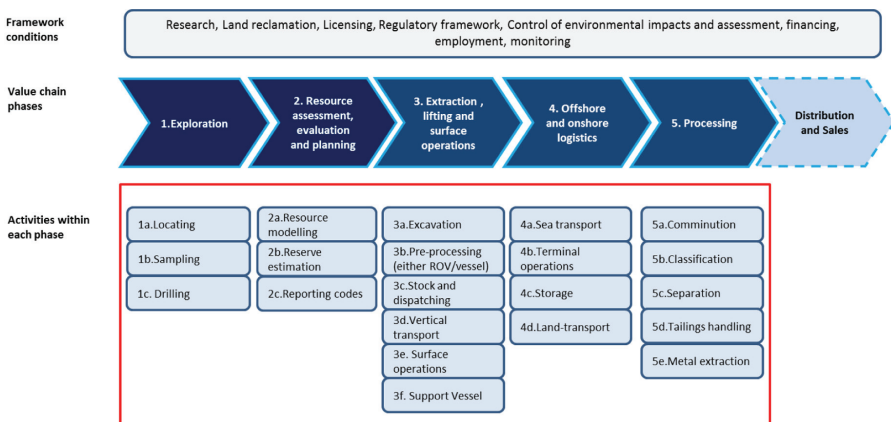 Framework
conditions
Research, Land reclamation, Licensing, Regulatory framework, Control of environmental impacts and assessment, financing,
employment, monitoring
Value chain
phases
1.Exploration
2. Resource
assessment,
evaluation
and planning
3. Extraction ,
lifting and
surface
operations
4. Offshore
and onshore
logistics
5. Processing
Distribution
and Sales
Activities within
each phase
1a.Locating
1b.Sampling
1c. Drilling
2a.Resource
modelling
2b.Reserve
estimation
2c.Reporting codes
3a.Excavation
3b.Pre-processing
(either ROV/vessel)
3c.Stock and
dispatching
3d.Vertical
transport
3e. Surface
operations
3f. Support Vessel
4a.Sea transport
4b.Terminal
operations
4c.Storage
4d.Land-transport
5a.Comminution
5b.Classification
5c.Separation
5d.Tailings handling
5e.Metal extraction